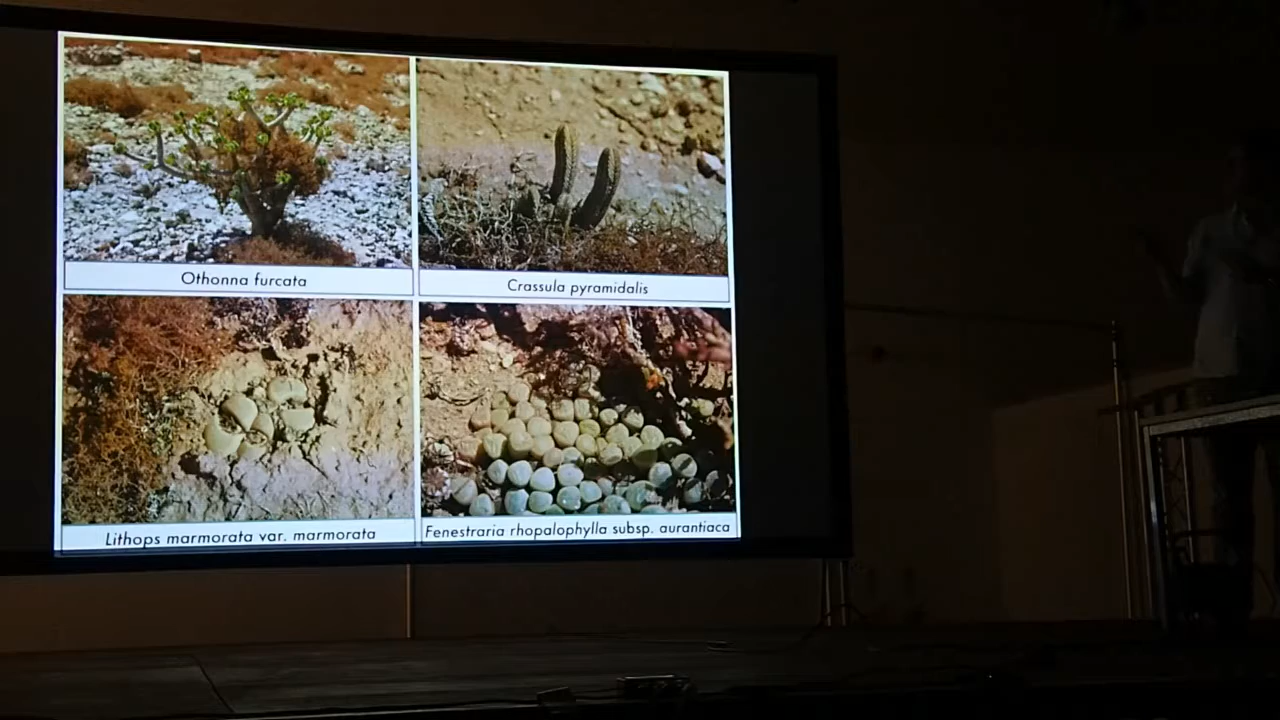 Othonna furcata
Crassula pyramidalis
Lithops marmorata var. marmorata
Fenestraria rhopalophylla subsp. aurantiaca